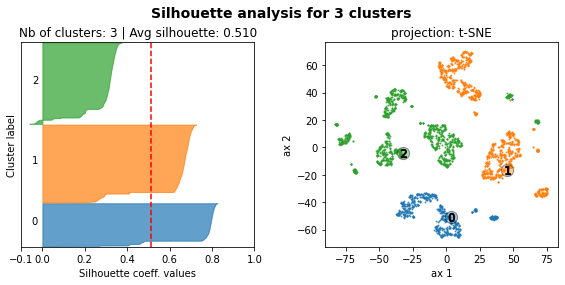 Silhouette analysis for 3 clusters
Nb of clusters: 3 | Avg silhouette: 0.510
Cluster label
2
1
0
−0.1 0.0 0.2 0.4 0.6 0.8 1.0
Silhouette coeff. values
projection: t-SNE
ax 2
60
40
20
0
−20
−40
−60
2
1
0
−75 −50 −25 0 25 50 75
ax 1